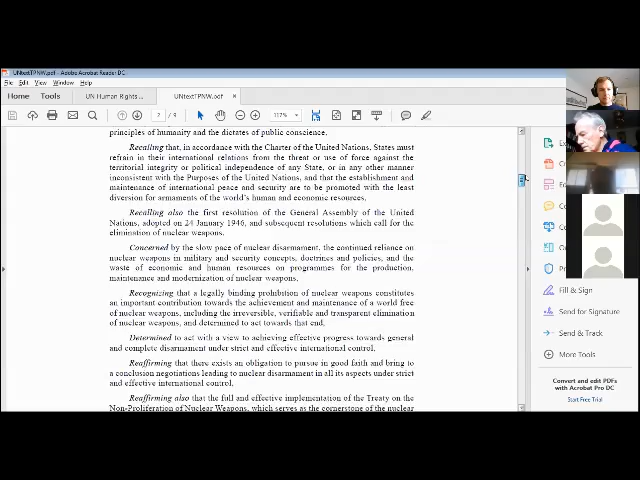 UNtextTPNW.pdf - Adobe Acrobat Reader DC
File Edit View Window Help
Home Tools UN Human Rights ... UNtextTPNW.pdf ×
2 / 9 117%
principles of humanity and the dictates of public conscience.
Recalling that, in accordance with the Charter of the United Nations, States must
refrain in their international relations from the threat or use of force against the
territorial integrity or political independence of any State, or in any other manner
inconsistent with the Purposes of the United Nations, and that the establishment and
maintenance of international peace and security are to be promoted with the least
diversion for armaments of the world's human and economic resources,
Recalling also the first resolution of the General Assembly of the United
Nations, adopted on 24 January 1946, and subsequent resolutions which call for the
elimination of nuclear weapons,
Concerned by the slow pace of nuclear disarmament, the continued reliance on
nuclear weapons in military and security concepts, doctrines and policies, and the
waste of economic and human resources on programmes for the production,
maintenance and modernization of nuclear weapons,
Recognizing that a legally binding prohibition of nuclear weapons constitutes
an important contribution towards the achievement and maintenance of a world free
of nuclear weapons, including the irreversible, verifiable and transparent elimination
of nuclear weapons, and determined to act towards that end,
Determined to act with a view to achieving effective progress towards general
and complete disarmament under strict and effective international control,
Reaffirming that there exists an obligation to pursue in good faith and bring to
a conclusion negotiations leading to nuclear disarmament in all its aspects under strict
and effective international control,
Reaffirming also that the full and effective implementation of the Treaty on the
Non-Proliferation of Nuclear Weapons, which serves as the cornerstone of the nuclear
Fill & Sign
Send for Signature
Send & Track
More Tools
Convert and edit PDFs
with Acrobat Pro DC
Start Free Trial